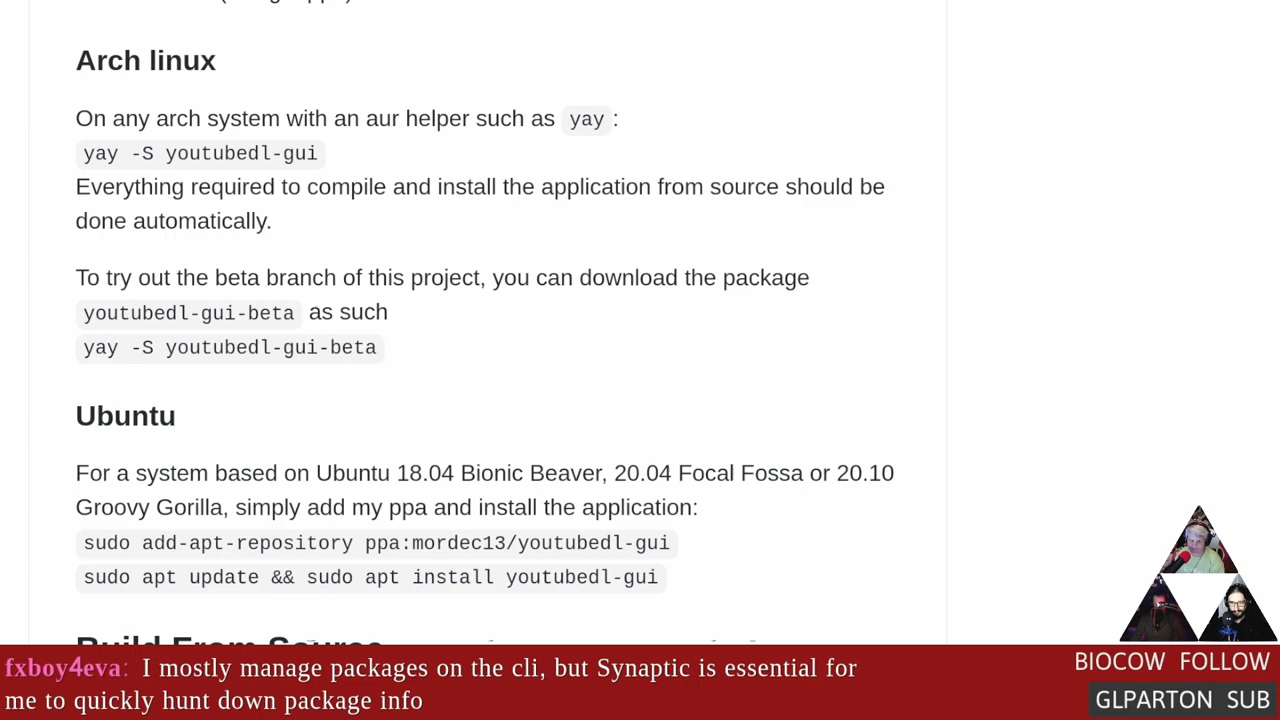 Arch linux
On any arch system with an aur helper such as yay:
yay -S youtubedl-gui
Everything required to compile and install the application from source should be
done automatically.
To try out the beta branch of this project, you can download the package
youtubedl-gui-beta as such
yay -S youtubedl-gui-beta
Ubuntu
For a system based on Ubuntu 18.04 Bionic Beaver, 20.04 Focal Fossa or 20.10
Groovy Gorilla, simply add my ppa and install the application:
sudo add-apt-repository ppa:mordec13/youtubedl-gui
sudo apt update && sudo apt install youtubedl-gui
Build From Source
fxboy4eva: I mostly manage packages on the cli, but Synaptic is essential for
me to quickly hunt down package info
BIOCOW FOLLOW
GLPARTON SUB